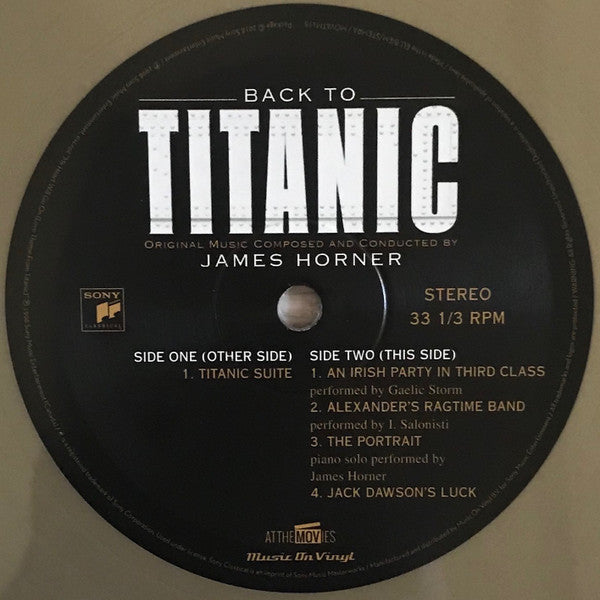 BACK TO
TITANIC
ORIGINAL MUSIC COMPOSED AND CONDUCTED BY
JAMES HORNER
SONY
CLASSICAL
STEREO
33 1/3 RPM
SIDE ONE (OTHER SIDE)
1. TITANIC SUITE
SIDE TWO (THIS SIDE)
1. AN IRISH PARTY IN THIRD CLASS
performed by Gaelic Storm
2. ALEXANDER'S RAGTIME BAND
performed by I. Salonisti
3. THE PORTRAIT
piano solo performed by
James Horner
4. JACK DAWSON'S LUCK
ATTHEMOVIES
Music On Vinyl